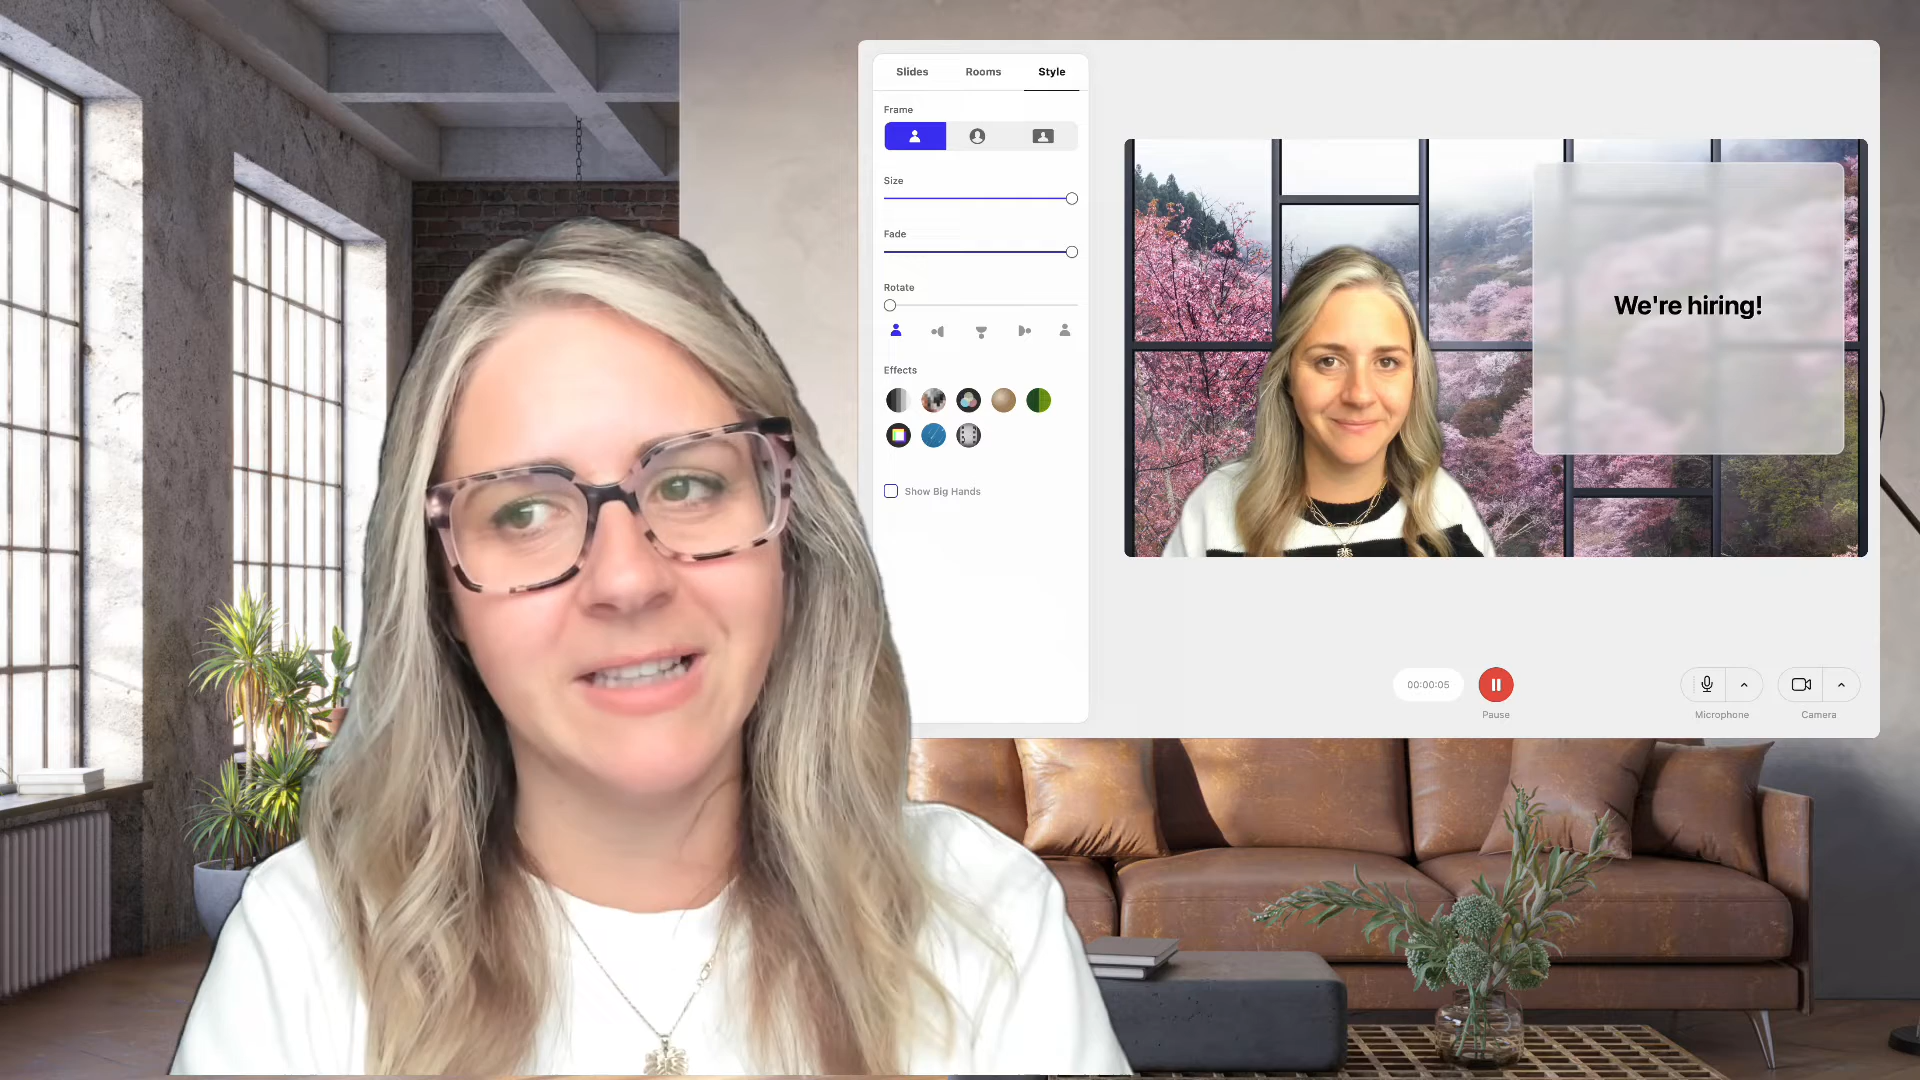 Slides Rooms Style
Frame
Size
Fade
Rotate
Effects
Show Big Hands
We're hiring!
00:00:05
Pause
Microphone
Camera